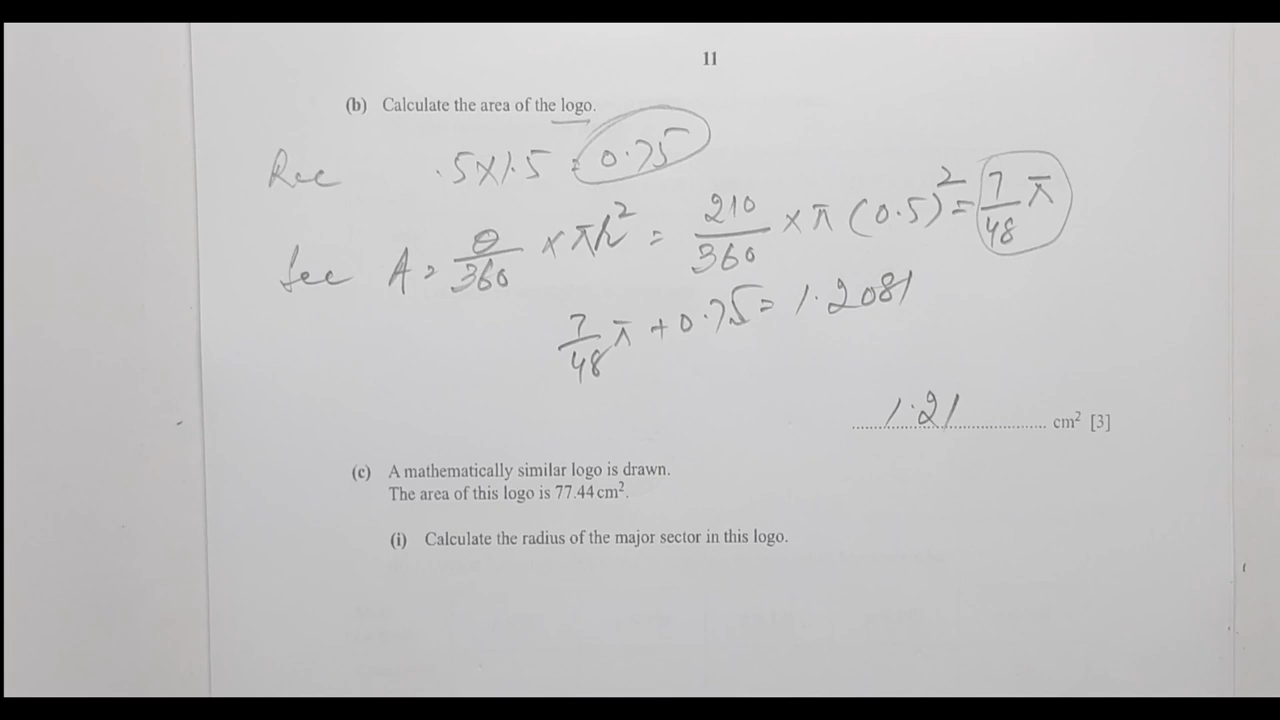 11
(b) Calculate the area of the logo.
Rec .5×1.5 = 0.75
Sec A = θ/360 × πr² = 210/360 × π (0.5)² = 7/48 π
7/48 π + 0.75 = 1.2081
1.21 cm² [3]
(c) A mathematically similar logo is drawn.
The area of this logo is 77.44 cm².
(i) Calculate the radius of the major sector in this logo.